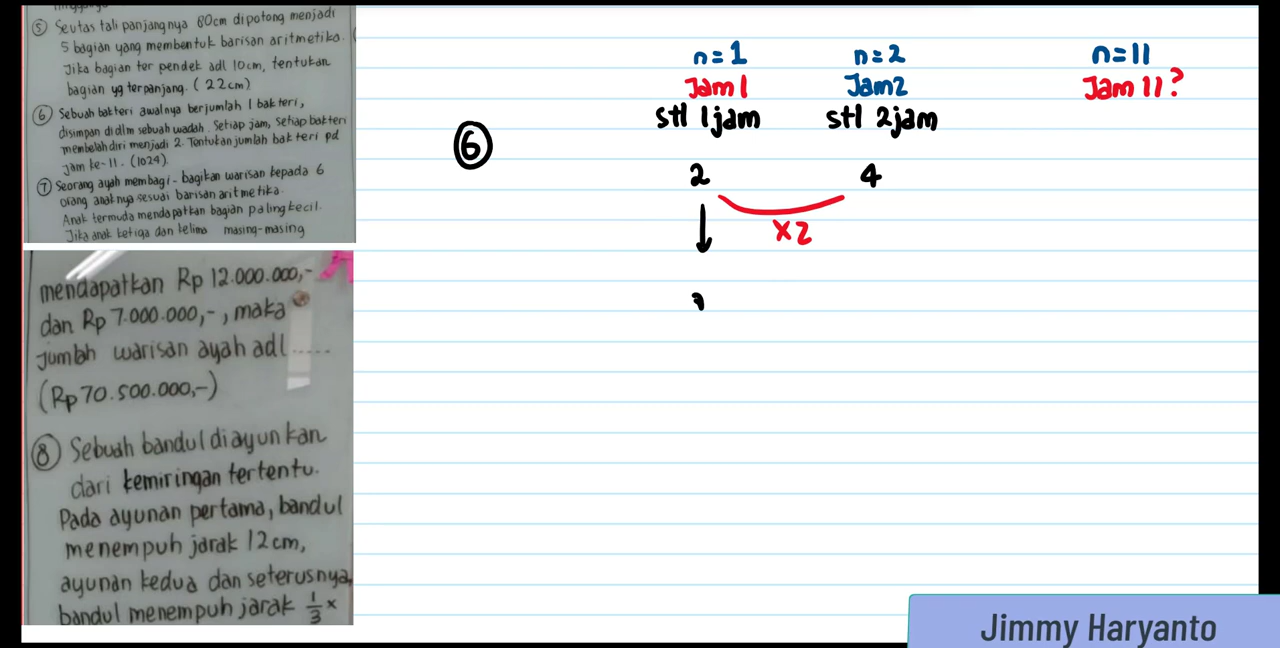 ⑤ Seutas tali panjangnya 80cm dipotong menjadi
5 bagian yang membentuk barisan aritmetika.
Jika bagian ter pendek adl 10cm, tentukan
bagian yg terpanjang. (22cm)
⑥ Sebuah bakteri awalnya berjumlah 1 bakteri,
disimpan didlm sebuah wadah. Setiap jam, setiap bakteri
membelah diri menjadi 2. Tentukan jumlah bakteri pd
jam ke-11. (1024)
⑦ Seorang ayah membagi-bagikan warisan kepada 6
orang anaknya sesuai barisan aritmetika.
Anak termuda mendapatkan bagian paling kecil.
Jika anak ketiga dan kelima masing-masing
mendapatkan Rp 12.000.000,-
dan Rp 7.000.000,-, maka
jumlah warisan ayah adl .....
(Rp 70.500.000,-)
⑧ Sebuah bandul diayunkan
dari kemiringan tertentu.
Pada ayunan pertama, bandul
menempuh jarak 12cm,
ayunan kedua dan seterusnya,
bandul menempuh jarak 1/3 x
n=1 n=2 n=11
Jam 1 Jam 2 Jam 11?
stl 1jam stl 2jam
⑥
2 4
x2
Jimmy Haryanto